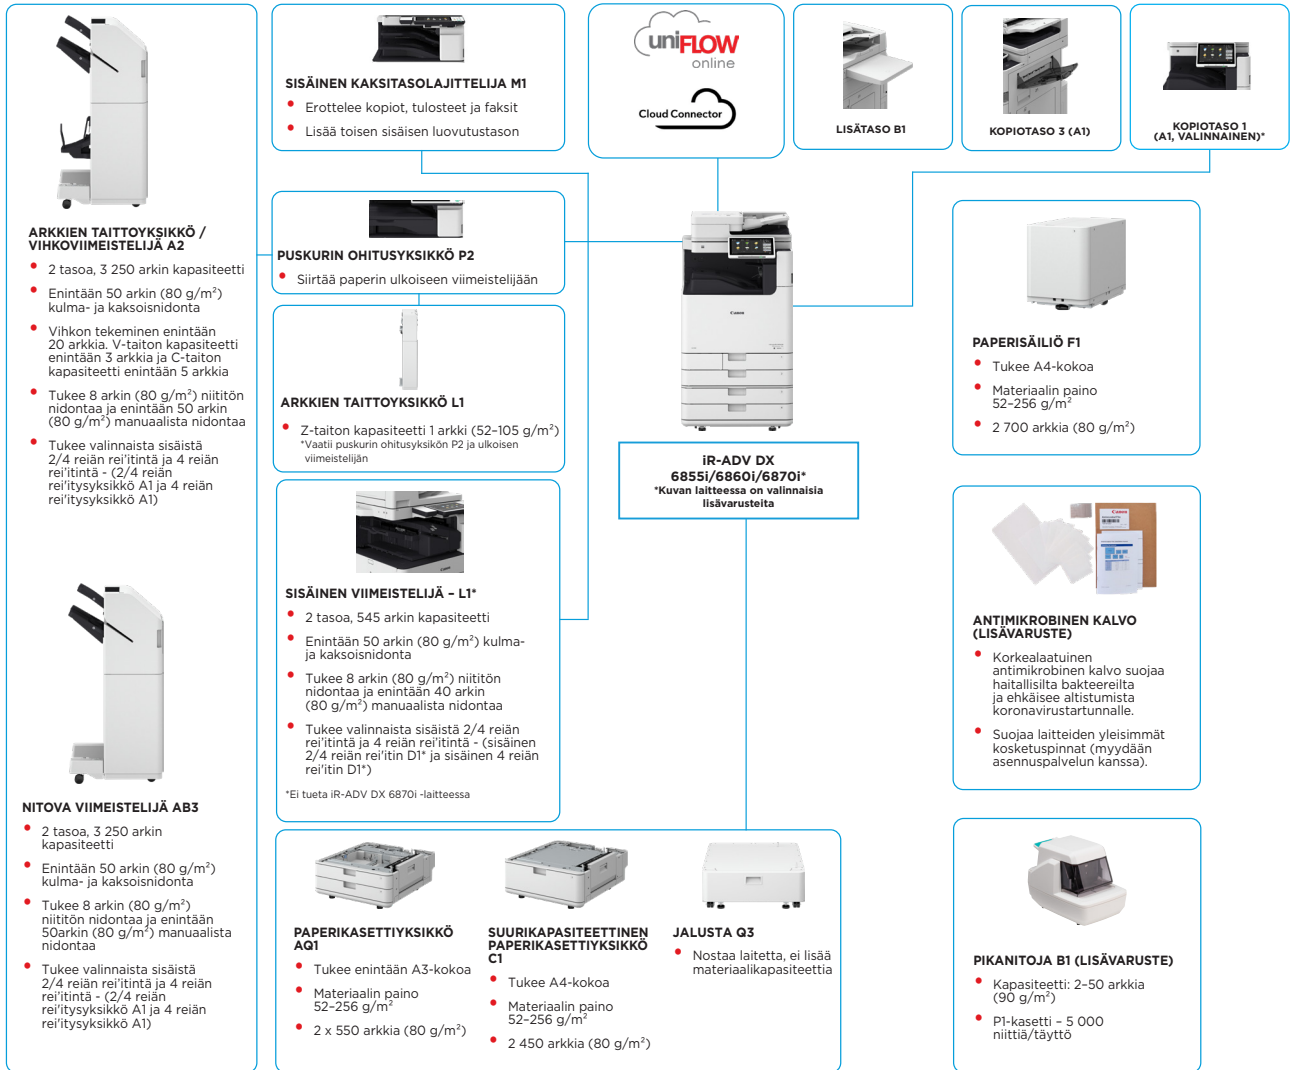 ARKKIEN TAITTOYKSIKKÖ /
VIHKOVIIMEISTELIJÄ A2
2 tasoa, 3 250 arkin kapasiteetti
Enintään 50 arkin (80 g/m²)
kulma- ja kaksoisnidonta
Vihkon tekeminen enintään
20 arkkia. V-taiton kapasiteetti
enintään 3 arkkia ja C-taiton
kapasiteetti enintään 5 arkkia
Tukee 8 arkin (80 g/m²) niititön
nidontaa ja enintään 50 arkin
(80 g/m²) manuaalista nidontaa
Tukee valinnaista sisäistä
2/4 reiän rei'itintä ja 4 reiän
rei'itintä - (2/4 reiän
rei'itysyksikkö A1 ja 4 reiän
rei'itysyksikkö A1)
NITOVA VIIMEISTELIJÄ AB3
2 tasoa, 3 250 arkin
kapasiteetti
Enintään 50 arkin (80 g/m²)
kulma- ja kaksoisnidonta
Tukee 8 arkin (80 g/m²)
niititön nidontaa ja enintään
50arkin (80 g/m²) manuaalista
nidontaa
Tukee valinnaista sisäistä
2/4 reiän rei'itintä ja 4 reiän
rei'itintä - (2/4 reiän
rei'itysyksikkö A1 ja 4 reiän
rei'itysyksikkö A1)
SISÄINEN KAKSITASOLAJITTELIJA M1
Erottelee kopiot, tulosteet ja faksit
Lisää toisen sisäisen luovutustason
PUSKURIN OHITUSYKSIKKÖ P2
Siirtää paperin ulkoiseen viimeistelijään
ARKKIEN TAITTOYKSIKKÖ L1
Z-taiton kapasiteetti 1 arkki (52–105 g/m²)
*Vaatii puskurin ohitusyksikön P2 ja ulkoisen
viimeistelijän
SISÄINEN VIIMEISTELIJÄ – L1*
2 tasoa, 545 arkin kapasiteetti
Enintään 50 arkin (80 g/m²) kulma-
ja kaksoisnidonta
Tukee 8 arkin (80 g/m²) niititön
nidontaa ja enintään 40 arkin
(80 g/m²) manuaalista nidontaa
Tukee valinnaista sisäistä 2/4 reiän
rei'itintä ja 4 reiän rei'itintä - (sisäinen
2/4 reiän rei'itin D1* ja sisäinen 4 reiän
rei'itin D1*)
*Ei tueta iR-ADV DX 6870i -laitteessa
PAPERIKASETTIYKSIKKÖ
AQ1
Tukee enintään A3-kokoa
Materiaalin paino
52–256 g/m²
2 x 550 arkkia (80 g/m²)
SUURIKAPASITEETTINEN
PAPERIKASETTIYKSIKKÖ
C1
Tukee A4-kokoa
Materiaalin paino
52–256 g/m²
2 450 arkkia (80 g/m²)
JALUSTA Q3
Nostaa laitetta, ei lisää
materiaalikapasiteettia
uniFLOW
online
Cloud Connector
Canon
iR-ADV DX
6855i/6860i/6870i*
*Kuvan laitteessa on valinnaisia
lisävarusteita
LISÄTASO B1
KOPIOTASO 3 (A1)
KOPIOTASO 1
(A1, VALINNAINEN)*
PAPERISÄILIÖ F1
Tukee A4-kokoa
Materiaalin paino
52–256 g/m²
2 700 arkkia (80 g/m²)
Canon
ANTIMIKROBINEN KALVO
(LISÄVARUSTE)
Korkealaatuinen
antimikrobinen kalvo suojaa
haitallisilta bakteereilta
ja ehkäisee altistumista
koronavirustartunnalle.
Suojaa laitteiden yleisimmät
kosketuspinnat (myydään
asennuspalvelun kanssa).
PIKANITOJA B1 (LISÄVARUSTE)
Kapasiteetti: 2–50 arkkia
(90 g/m²)
P1-kasetti – 5 000
niittiä/täyttö